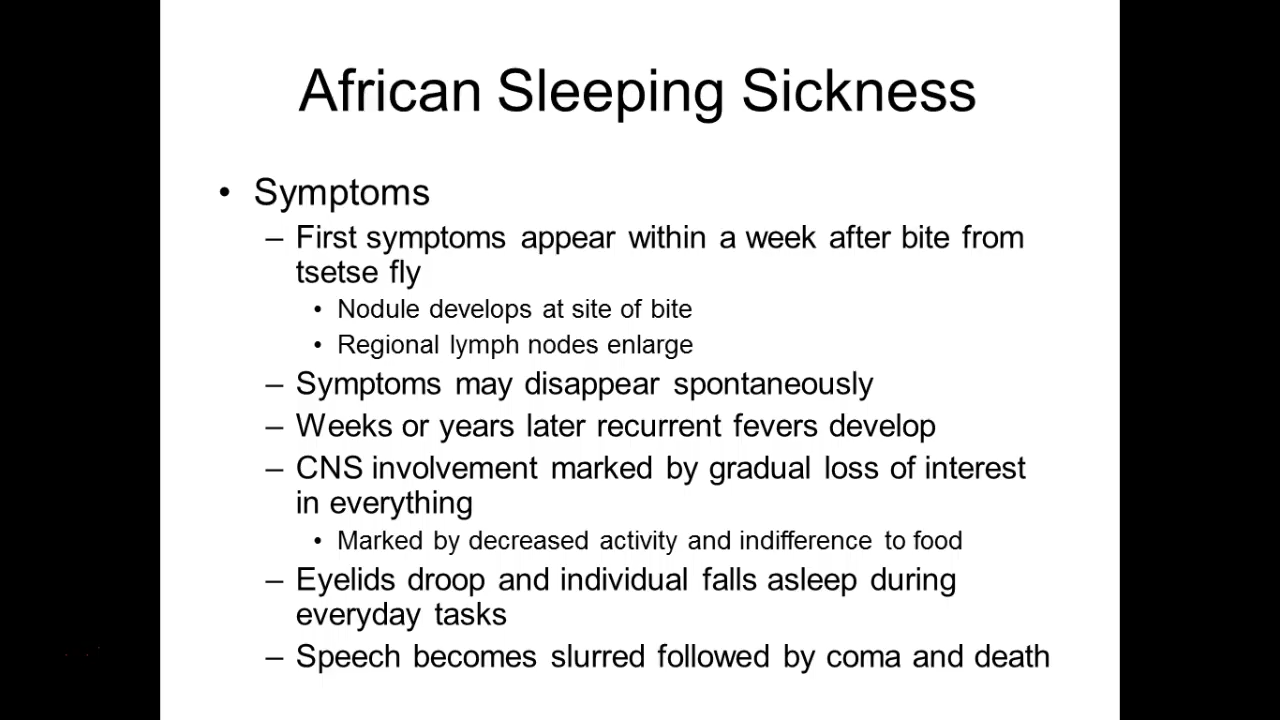 African Sleeping Sickness
• Symptoms
– First symptoms appear within a week after bite from
tsetse fly
• Nodule develops at site of bite
• Regional lymph nodes enlarge
– Symptoms may disappear spontaneously
– Weeks or years later recurrent fevers develop
– CNS involvement marked by gradual loss of interest
in everything
• Marked by decreased activity and indifference to food
– Eyelids droop and individual falls asleep during
everyday tasks
– Speech becomes slurred followed by coma and death